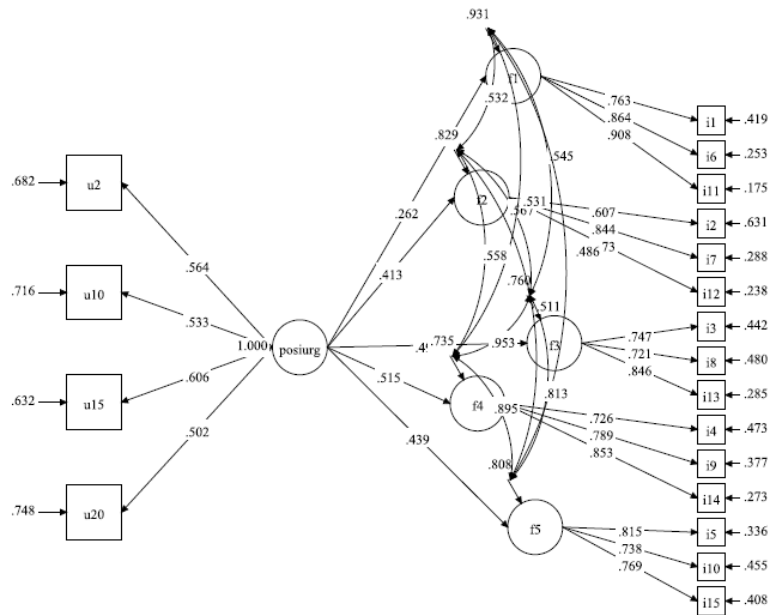 .931
f1
.532
.763
.864
.908
i1
.419
i6
.253
i11
.175
.829
.545
.682
u2
f2
.531
.262
.607
.844
i2
.631
i7
.288
.486
i12
.238
.564
.413
.558
.760
.716
u10
.533
.511
.747
.721
.846
i3
.442
i8
.480
i13
.285
1.000
posiurg
.735
.953
f3
.606
.515
.813
.632
u15
f4
.895
.726
.789
.853
i4
.473
i9
.377
i14
.273
.502
.439
.808
.748
u20
f5
.815
.738
.769
i5
.336
i10
.455
i15
.408